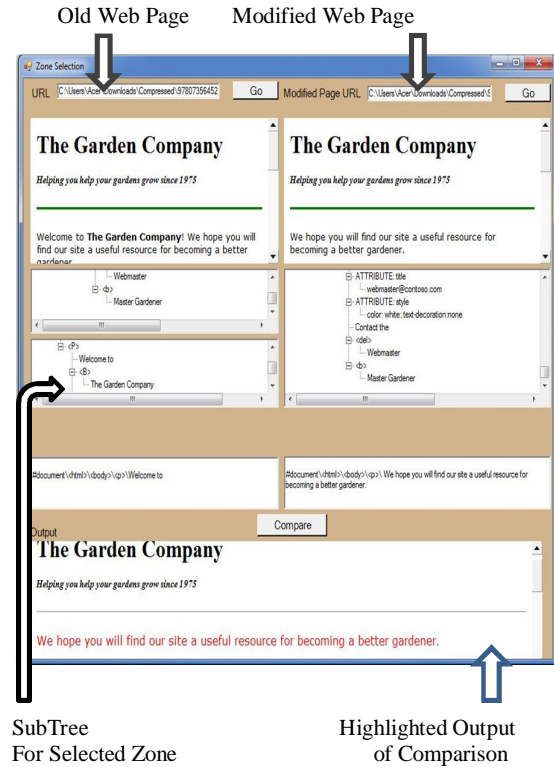 Old Web Page Modified Web Page
Zone Selection
URL C:\Users\Acer\Downloads\Compressed\97807356452 Go Modified Page URL C:\Users\Acer\Downloads\Compressed\ Go
The Garden Company
Helping you help your gardens grow since 1975
Welcome to The Garden Company! We hope you will
find our site a useful resource for becoming a better
gardener
The Garden Company
Helping you help your gardens grow since 1975
We hope you will find our site a useful resource for
becoming a better gardener.
Webmaster
<b>
Master Gardener
<P>
Welcome to
<B>
The Garden Company
ATTRIBUTE: title
webmaster@contoso.com
ATTRIBUTE: style
color: white; text-decoration:none
Contact the
<del>
Webmaster
<b>
Master Gardener
#document\<html>\<body>\<p>\Welcome to
#document\<html>\<body>\<p>\ We hope you will find our site a useful resource for
becoming a better gardener.
Compare
Output
The Garden Company
Helping you help your gardens grow since 1975
We hope you will find our site a useful resource for becoming a better gardener.
SubTree
For Selected Zone
Highlighted Output
of Comparison